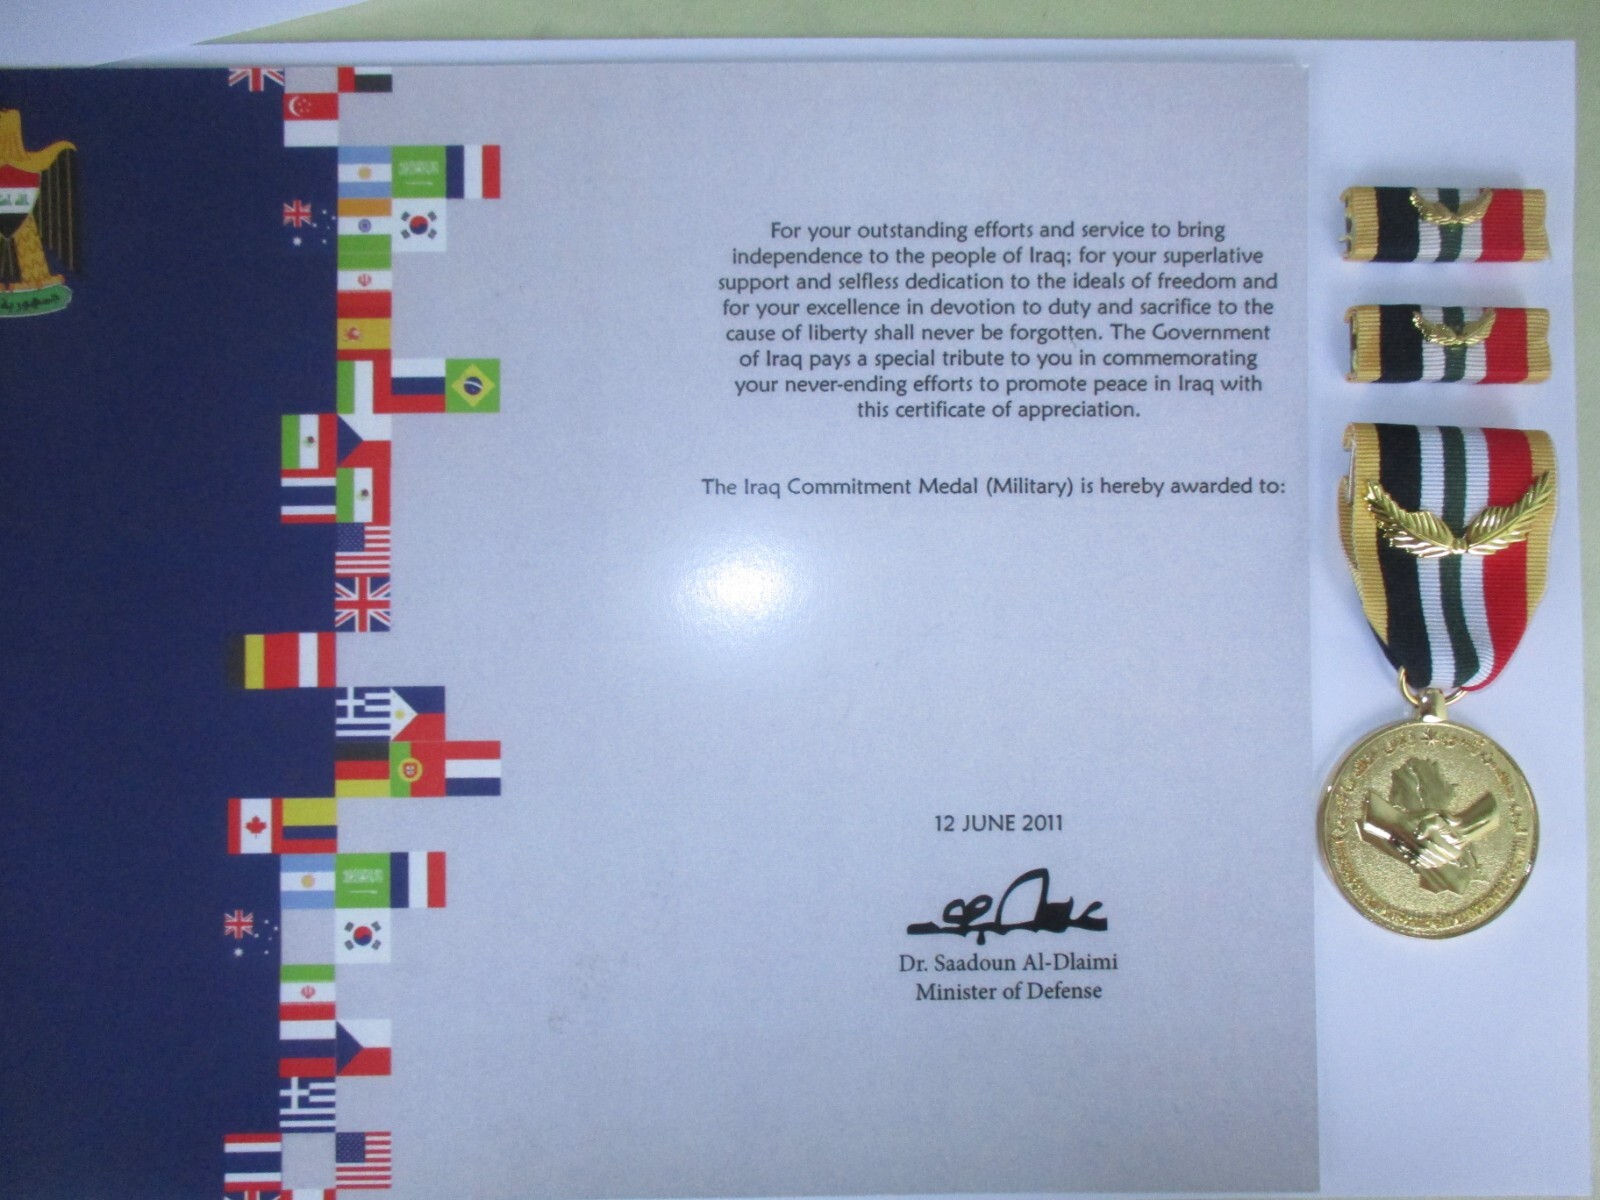 For your outstanding efforts and service to bring
independence to the people of Iraq; for your superlative
support and selfless dedication to the ideals of freedom and
for your excellence in devotion to duty and sacrifice to the
cause of liberty shall never be forgotten. The Government
of Iraq pays a special tribute to you in commemorating
your never-ending efforts to promote peace in Iraq with
this certificate of appreciation.
The Iraq Commitment Medal (Military) is hereby awarded to:
12 JUNE 2011
Dr. Saadoun Al-Dlaimi
Minister of Defense